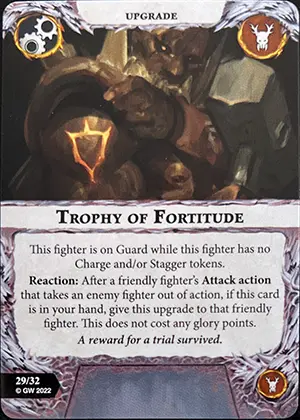 UPGRADE
TROPHY OF FORTITUDE
This fighter is on Guard while this fighter has no
Charge and/or Stagger tokens.
Reaction: After a friendly fighter's Attack action
that takes an enemy fighter out of action, if this card
is in your hand, give this upgrade to that friendly
fighter. This does not cost any glory points.
A reward for a trial survived.
29/32
© GW 2022